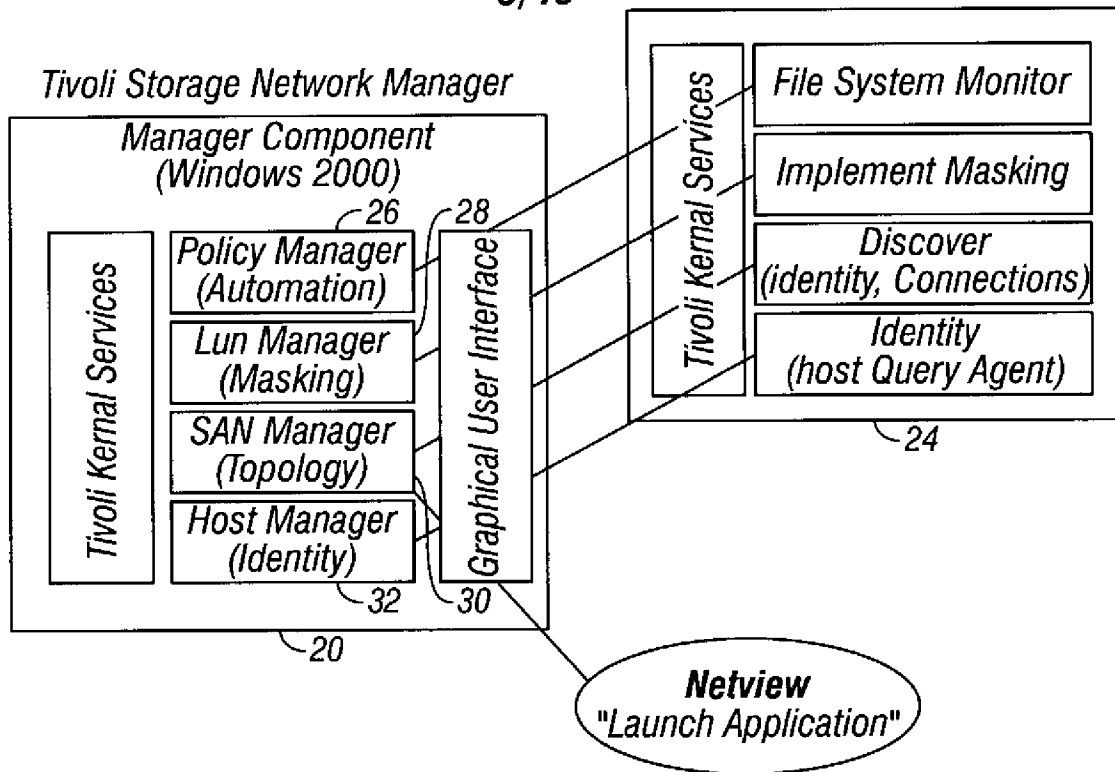 Tivoli Storage Network Manager
Manager Component
(Windows 2000)
Tivoli Kernal Services
26
Policy Manager
(Automation)
28
Lun Manager
(Masking)
SAN Manager
(Topology)
Host Manager
(Identity)
32
30
Graphical User Interface
20
Tivoli Kernal Services
File System Monitor
Implement Masking
Discover
(identity, Connections)
Identity
(host Query Agent)
24
Netview
"Launch Application"